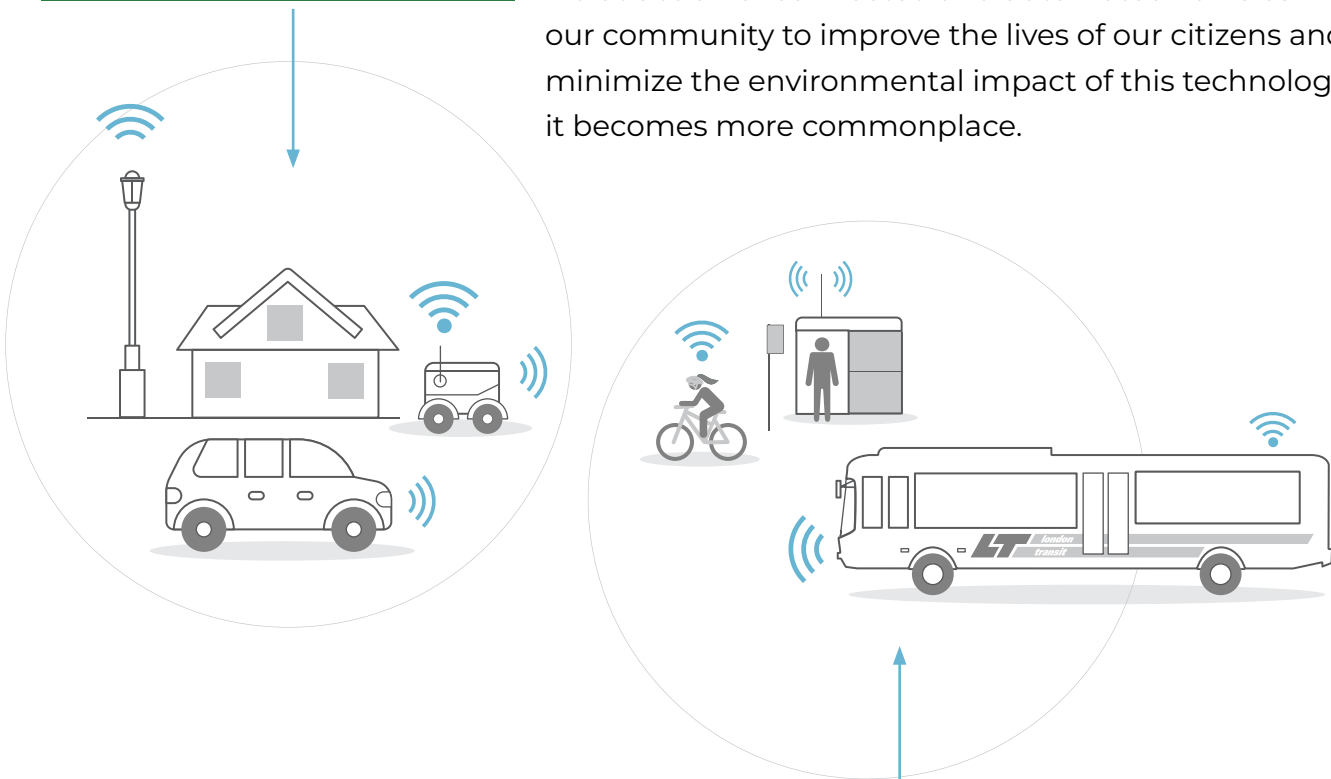 our community to improve the lives of our citizens and
minimize the environmental impact of this technolog
it becomes more commonplace.
LT london
transit